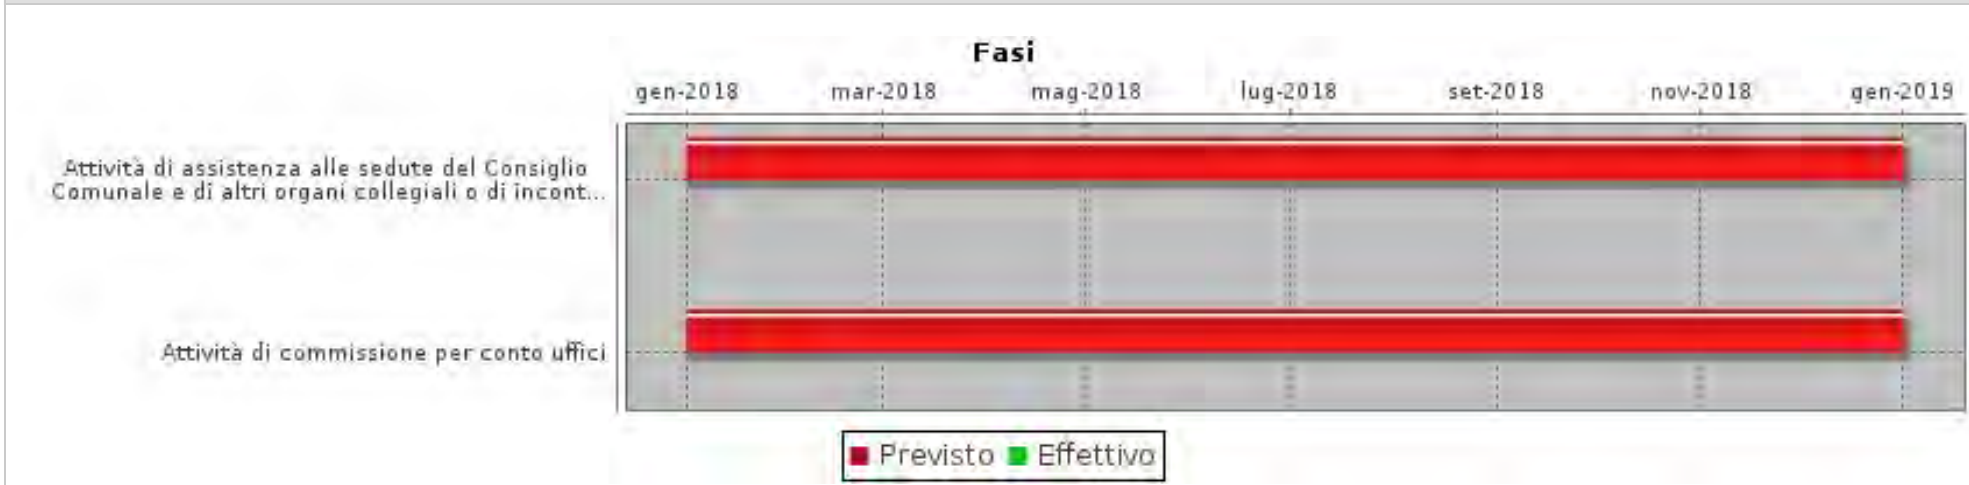 Fasi
gen-2018 mar-2018 mag-2018 lug-2018 set-2018 nov-2018 gen-2019
Attività di assistenza alle sedute del Consiglio
Comunale e di altri organi collegiali o di incont...
Attività di commissione per conto uffici
Previsto Effettivo